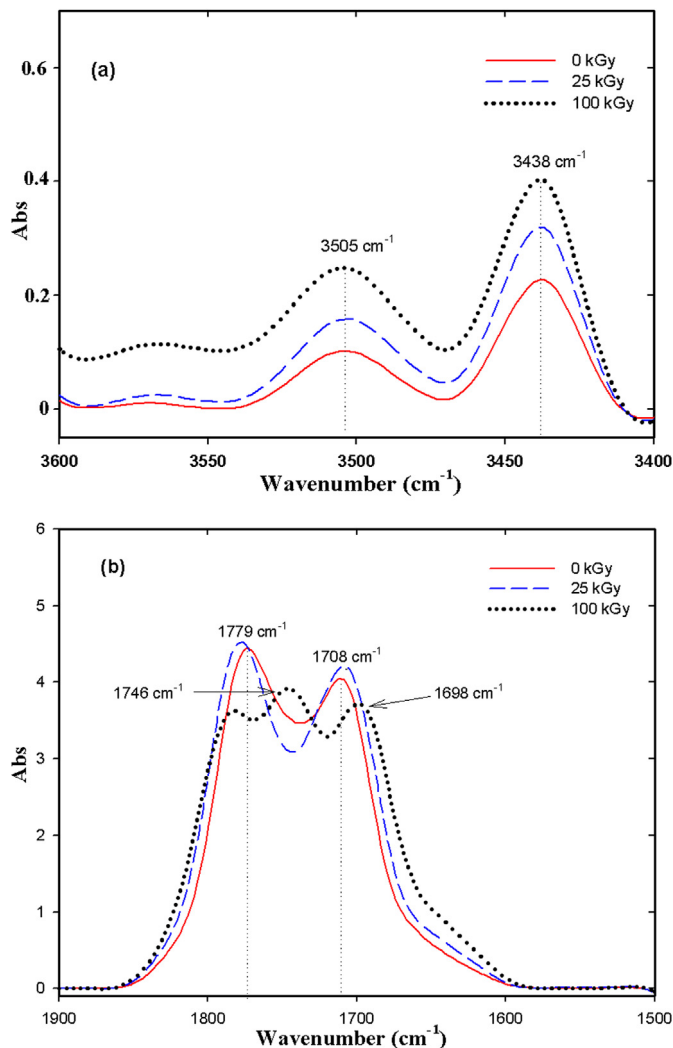 (a)
0 kGy
25 kGy
100 kGy
3438 cm⁻¹
3505 cm⁻¹
0.6
0.4
0.2
0
Abs
3600 3550 3500 3450 3400
Wavenumber (cm⁻¹)
(b)
0 kGy
25 kGy
100 kGy
1779 cm⁻¹
1708 cm⁻¹
1746 cm⁻¹
1698 cm⁻¹
6
5
4
3
2
1
0
Abs
1900 1800 1700 1600 1500
Wavenumber (cm⁻¹)